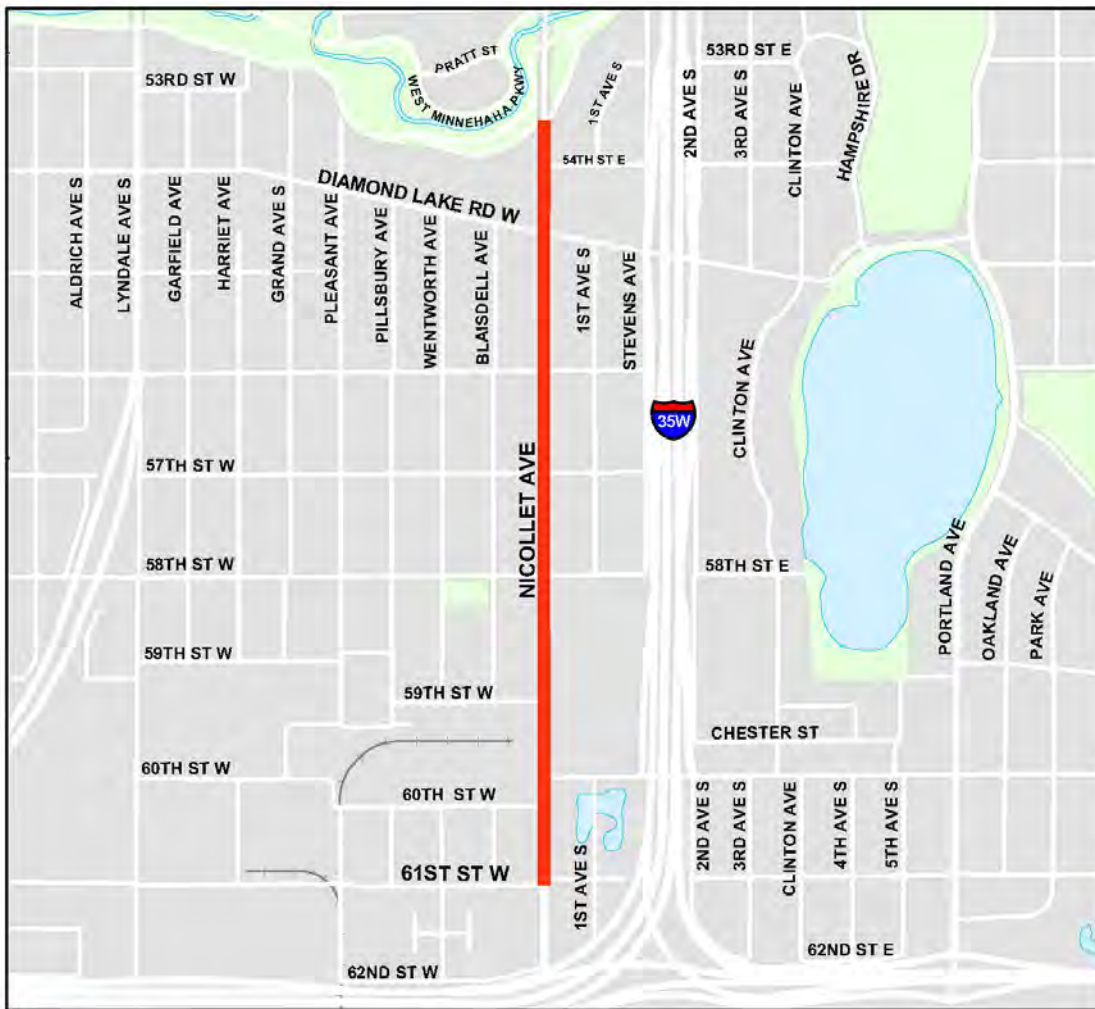 PRATT ST
53RD ST E
53RD ST W
WEST MINNEHAHA PKWY
1ST AVE S
2ND AVE S
3RD AVE S
CLINTON AVE
HAMPSHIRE DR
54TH ST E
DIAMOND LAKE RD W
ALDRICH AVE S
LYNDALE AVE S
GARFIELD AVE
HARRIET AVE
GRAND AVE S
PLEASANT AVE
PILLSBURY AVE
WENTWORTH AVE
BLAISDELL AVE
1ST AVE S
STEVENS AVE
CLINTON AVE
35W
NICOLLET AVE
57TH ST W
58TH ST W
58TH ST E
PORTLAND AVE
OAKLAND AVE
PARK AVE
59TH ST W
59TH ST W
CHESTER ST
60TH ST W
60TH ST W
2ND AVE S
3RD AVE S
CLINTON AVE
4TH AVE S
5TH AVE S
61ST ST W
1ST AVE S
62ND ST E
62ND ST W